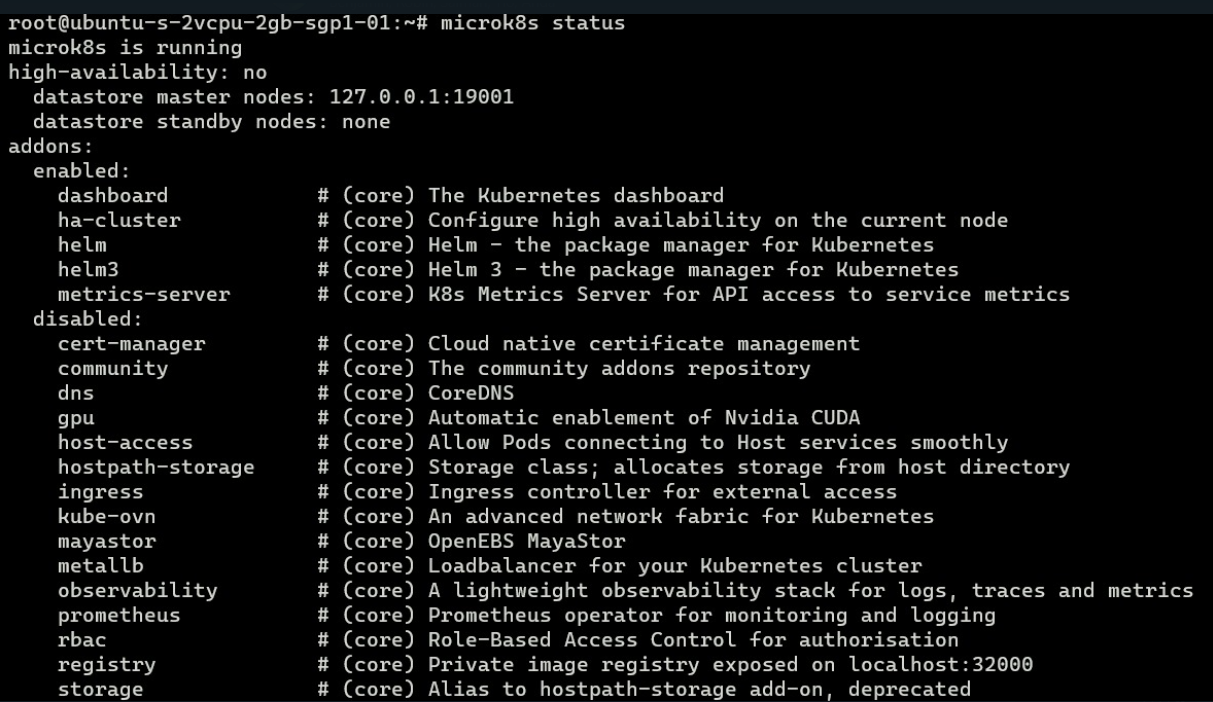 root@ubuntu-s-2vcpu-2gb-sgp1-01:~# microk8s status
microk8s is running
high-availability: no
  datastore master nodes: 127.0.0.1:19001
  datastore standby nodes: none
addons:
  enabled:
    dashboard            # (core) The Kubernetes dashboard
    ha-cluster           # (core) Configure high availability on the current node
    helm                 # (core) Helm - the package manager for Kubernetes
    helm3                # (core) Helm 3 - the package manager for Kubernetes
    metrics-server       # (core) K8s Metrics Server for API access to service metrics
  disabled:
    cert-manager         # (core) Cloud native certificate management
    community            # (core) The community addons repository
    dns                  # (core) CoreDNS
    gpu                  # (core) Automatic enablement of Nvidia CUDA
    host-access          # (core) Allow Pods connecting to Host services smoothly
    hostpath-storage     # (core) Storage class; allocates storage from host directory
    ingress              # (core) Ingress controller for external access
    kube-ovn             # (core) An advanced network fabric for Kubernetes
    mayastor             # (core) OpenEBS MayaStor
    metallb              # (core) Loadbalancer for your Kubernetes cluster
    observability        # (core) A lightweight observability stack for logs, traces and metrics
    prometheus           # (core) Prometheus operator for monitoring and logging
    rbac                 # (core) Role-Based Access Control for authorisation
    registry             # (core) Private image registry exposed on localhost:32000
    storage              # (core) Alias to hostpath-storage add-on, deprecated